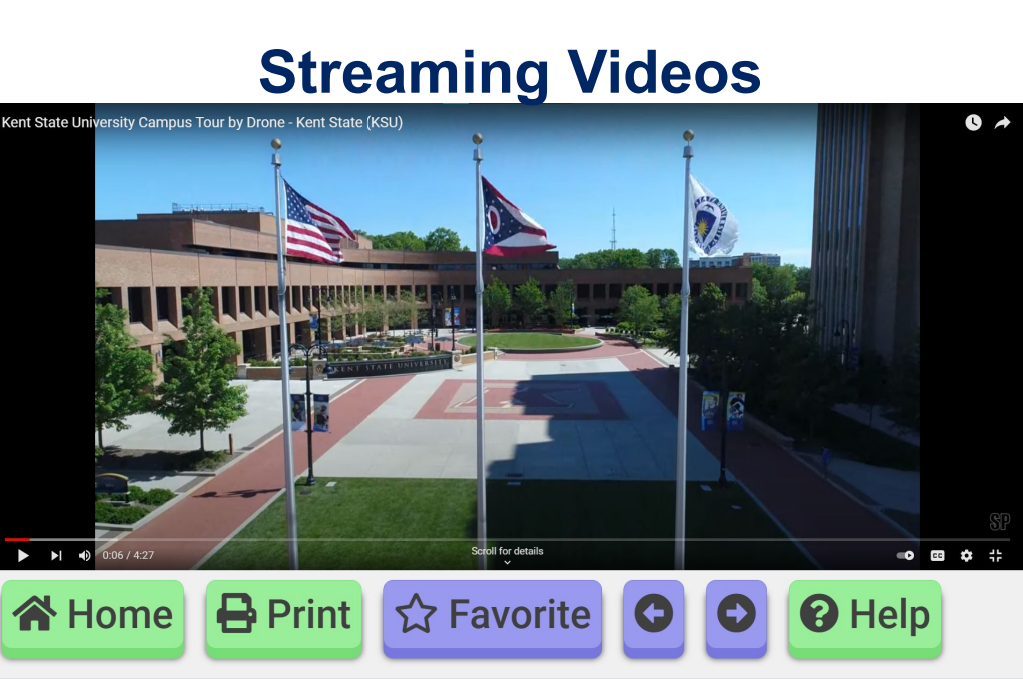 Streaming Videos
Kent State University Campus Tour by Drone - Kent State (KSU)
KENT STATE UNIVERSITY
SP
0:06 / 4:27
Scroll for details
CC
Home Print Favorite Help